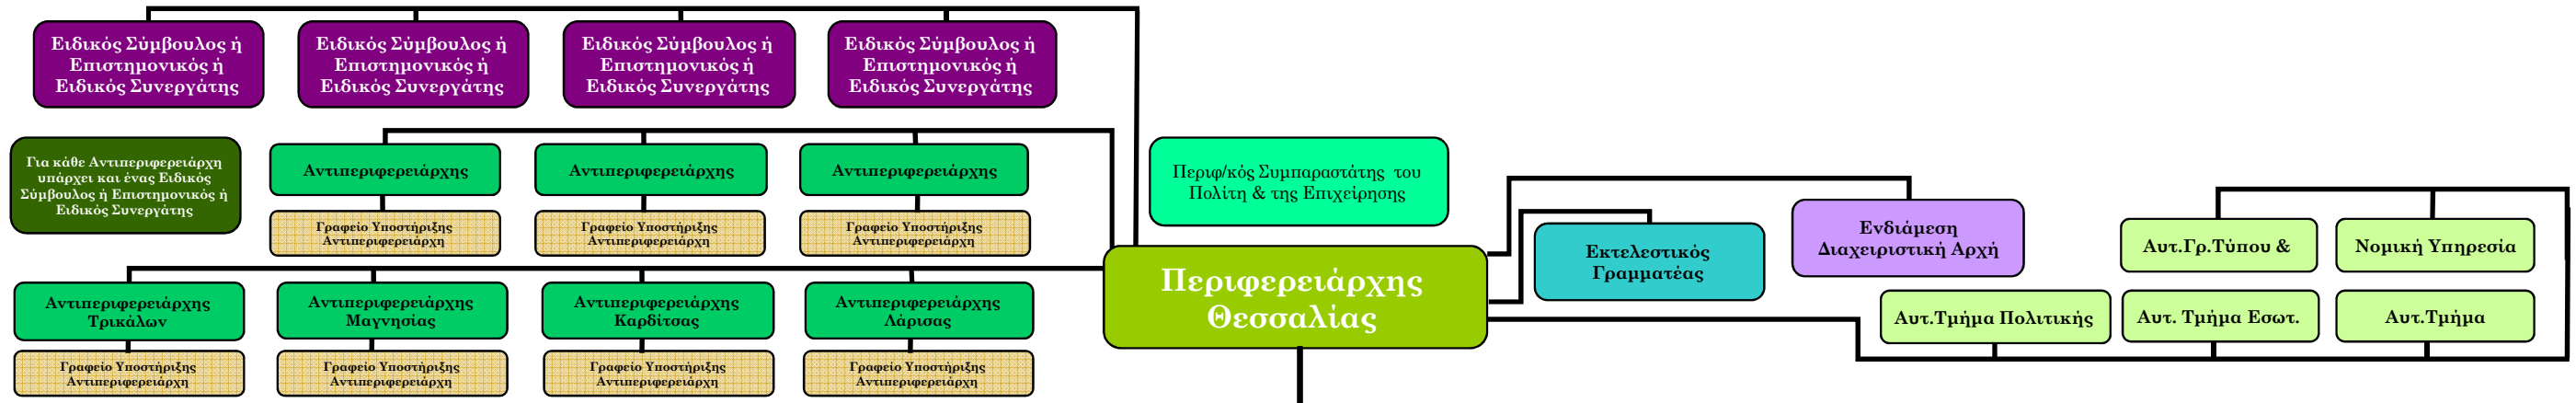 Ειδικός Σύμβουλος ή
Επιστημονικός ή
Ειδικός Συνεργάτης
Ειδικός Σύμβουλος ή
Επιστημονικός ή
Ειδικός Συνεργάτης
Ειδικός Σύμβουλος ή
Επιστημονικός ή
Ειδικός Συνεργάτης
Ειδικός Σύμβουλος ή
Επιστημονικός ή
Ειδικός Συνεργάτης
Για κάθε Αντιπεριφερειάρχη
υπάρχει και ένας Ειδικός
Σύμβουλος ή Επιστημονικός ή
Ειδικός Συνεργάτης
Αντιπεριφερειάρχης
Αντιπεριφερειάρχης
Αντιπεριφερειάρχης
Γραφείο Υποστήριξης
Αντιπεριφερειάρχη
Γραφείο Υποστήριξης
Αντιπεριφερειάρχη
Γραφείο Υποστήριξης
Αντιπεριφερειάρχη
Περιφ/κός Συμπαραστάτης του
Πολίτη & της Επιχείρησης
Αντιπεριφερειάρχης
Τρικάλων
Αντιπεριφερειάρχης
Μαγνησίας
Αντιπεριφερειάρχης
Καρδίτσας
Αντιπεριφερειάρχης
Λάρισας
Γραφείο Υποστήριξης
Αντιπεριφερειάρχη
Γραφείο Υποστήριξης
Αντιπεριφερειάρχη
Γραφείο Υποστήριξης
Αντιπεριφερειάρχη
Γραφείο Υποστήριξης
Αντιπεριφερειάρχη
Περιφερειάρχης
Θεσσαλίας
Εκτελεστικός
Γραμματέας
Ενδιάμεση
Διαχειριστική Αρχή
Αυτ.Γρ.Τύπου &
Νομική Υπηρεσία
Αυτ.Τμήμα Πολιτικής
Αυτ. Τμήμα Εσωτ.
Αυτ.Τμήμα